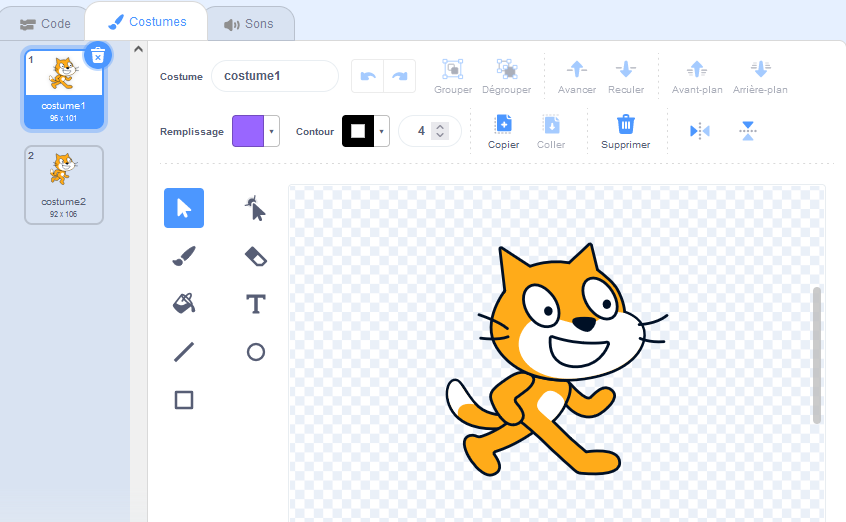 Code
Costumes
Sons
1
costume1
96 x 101
2
costume2
92 x 106
Costume
costume1
Grouper
Dégrouper
Avancer
Reculer
Avant-plan
Arrière-plan
Remplissage
Contour
4
Copier
Coller
Supprimer
T